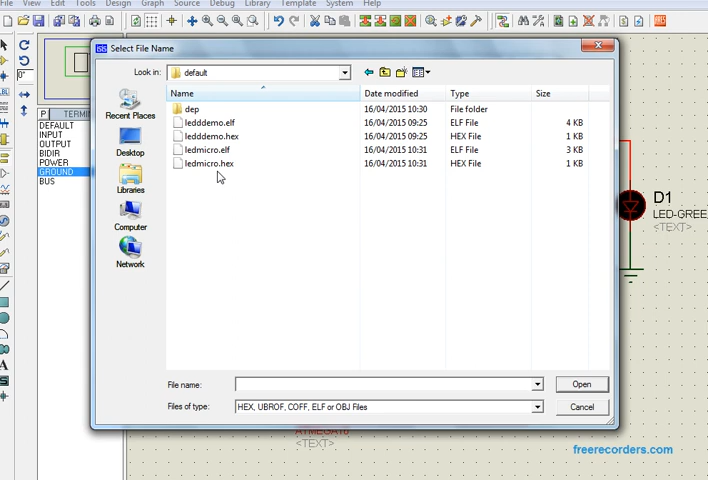 File View Edit Tools Design Graph Source Debug Library Template System Help
ISIS Select File Name
Look in: default
Name Date modified Type Size
dep 16/04/2015 10:30 File folder
ledddemo.elf 16/04/2015 09:25 ELF File 4 KB
ledddemo.hex 16/04/2015 09:25 HEX File 1 KB
ledmicro.elf 16/04/2015 10:31 ELF File 3 KB
ledmicro.hex 16/04/2015 10:31 HEX File 1 KB
Recent Places
Desktop
Libraries
Computer
Network
File name:
Open
Files of type: HEX, UBROF, COFF, ELF or OBJ Files
Cancel
0°
P TERMIN
DEFAULT
INPUT
OUTPUT
BIDIR
POWER
GROUND
BUS
D1
LED-GREE
<TEXT>
ATMEGA16
<TEXT>
freerecorders.com